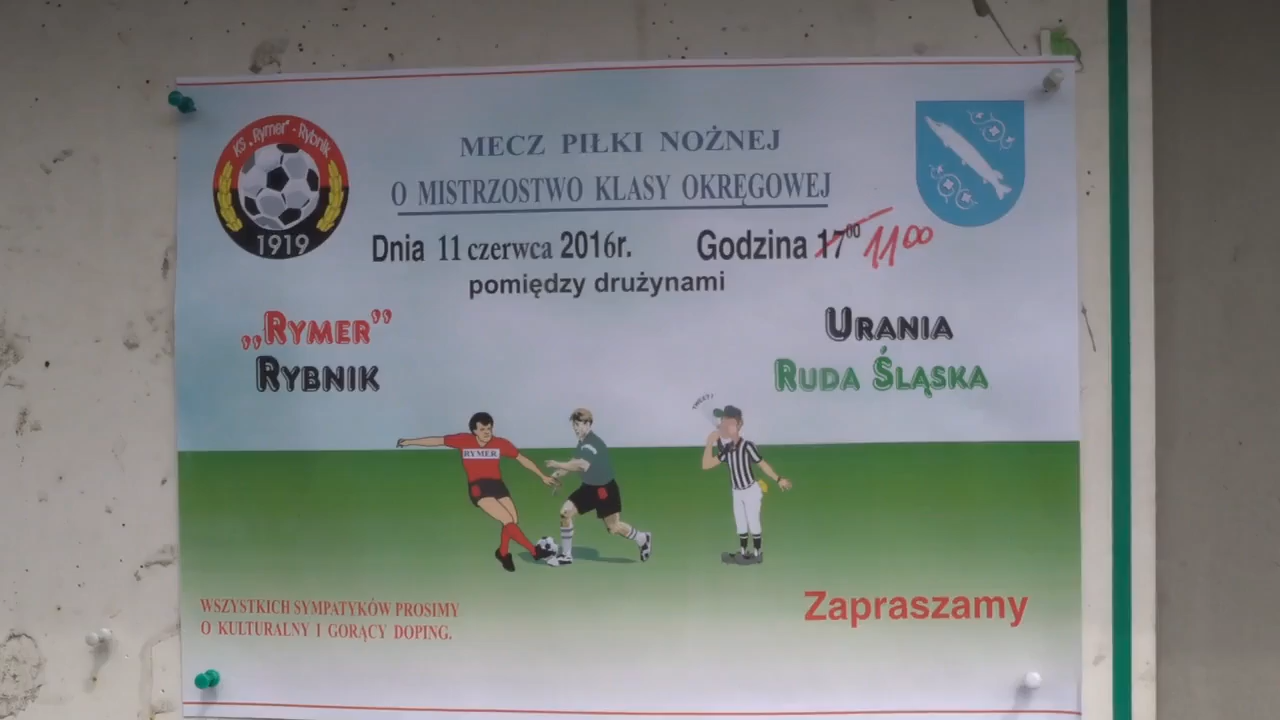 KS „Rymer” - Rybnik
1919
MECZ PIŁKI NOŻNEJ
O MISTRZOSTWO KLASY OKRĘGOWEJ
Dnia 11 czerwca 2016r. Godzina 17⁰⁰ 11⁰⁰
pomiędzy drużynami
„RYMER”
RYBNIK
URANIA
RUDA ŚLĄSKA
TWEET!
RYMER
WSZYSTKICH SYMPATYKÓW PROSIMY
O KULTURALNY I GORĄCY DOPING.
Zapraszamy